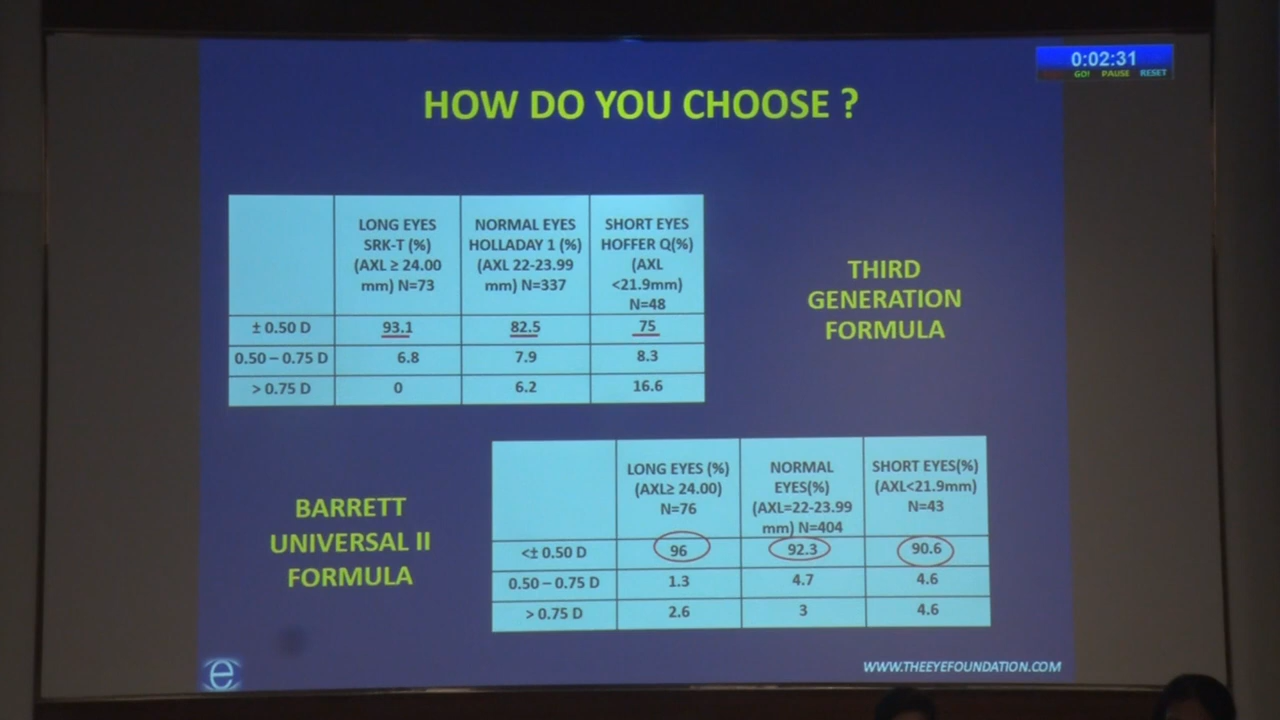 0:02:31
GO! PAUSE RESET
HOW DO YOU CHOOSE ?
LONG EYES
SRK-T (%)
(AXL ≥ 24.00
mm) N=73
NORMAL EYES
HOLLADAY 1 (%)
(AXL 22-23.99
mm) N=337
SHORT EYES
HOFFER Q(%)
(AXL
<21.9mm)
N=48
± 0.50 D 93.1 82.5 75
0.50 – 0.75 D 6.8 7.9 8.3
> 0.75 D 0 6.2 16.6
THIRD
GENERATION
FORMULA
BARRETT
UNIVERSAL II
FORMULA
LONG EYES (%)
(AXL≥ 24.00)
N=76
NORMAL
EYES(%)
(AXL=22-23.99
mm) N=404
SHORT EYES(%)
(AXL<21.9mm)
N=43
<± 0.50 D 96 92.3 90.6
0.50 – 0.75 D 1.3 4.7 4.6
> 0.75 D 2.6 3 4.6
e
WWW.THEEYEFOUNDATION.COM